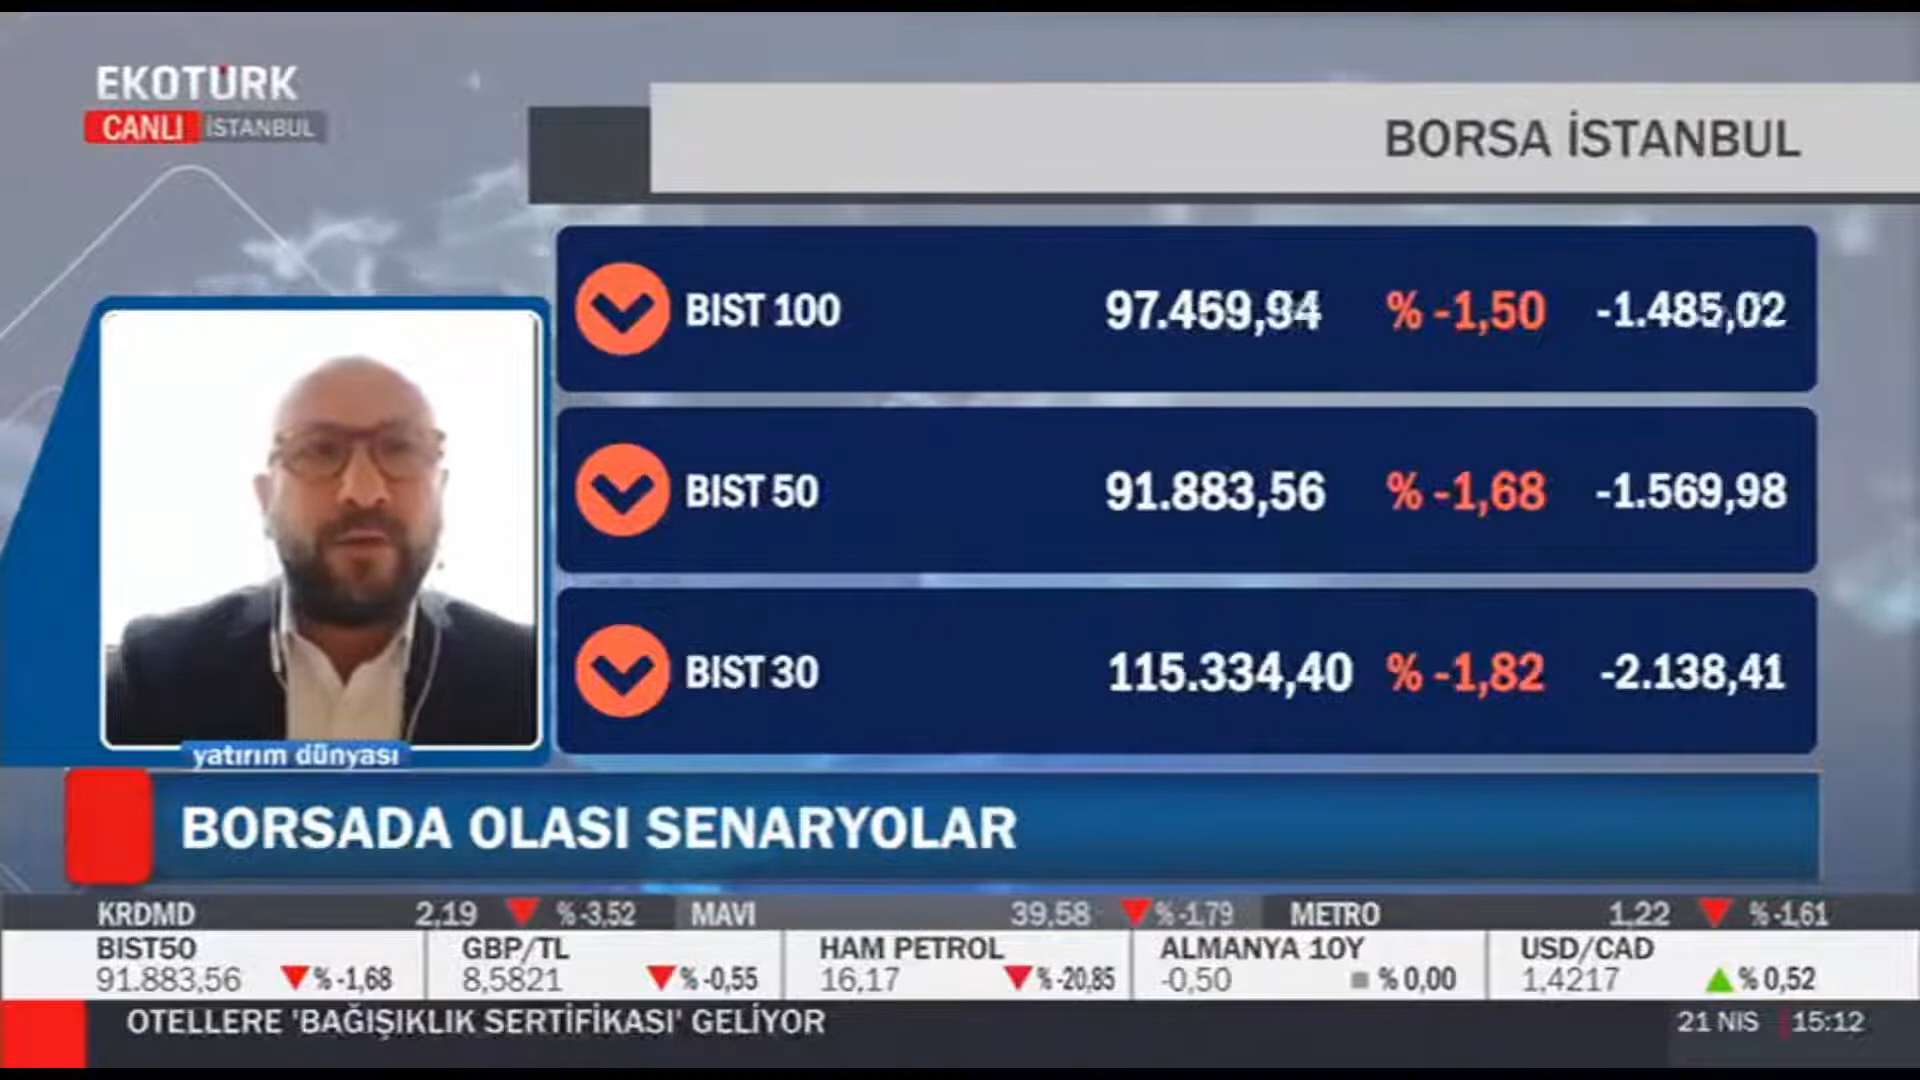 EKOTÜRK
CANLI İSTANBUL
BORSA İSTANBUL
BIST 100 97.459,94 % -1,50 -1.485,02
BIST 50 91.883,56 % -1,68 -1.569,98
BIST 30 115.334,40 % -1,82 -2.138,41
yatırım dünyası
BORSADA OLASI SENARYOLAR
KRDMD 2,19 % -3,52 MAVI 39,58 % -1,79 METRO 1,22 % -1,61
BIST50 GBP/TL HAM PETROL ALMANYA 10Y USD/CAD
91.883,56 % -1,68 8,5821 % -0,55 16,17 % -20,85 -0,50 % 0,00 1,4217 % 0,52
OTELLERE 'BAĞIŞIKLIK SERTİFİKASI' GELİYOR 21 NIS 15:12